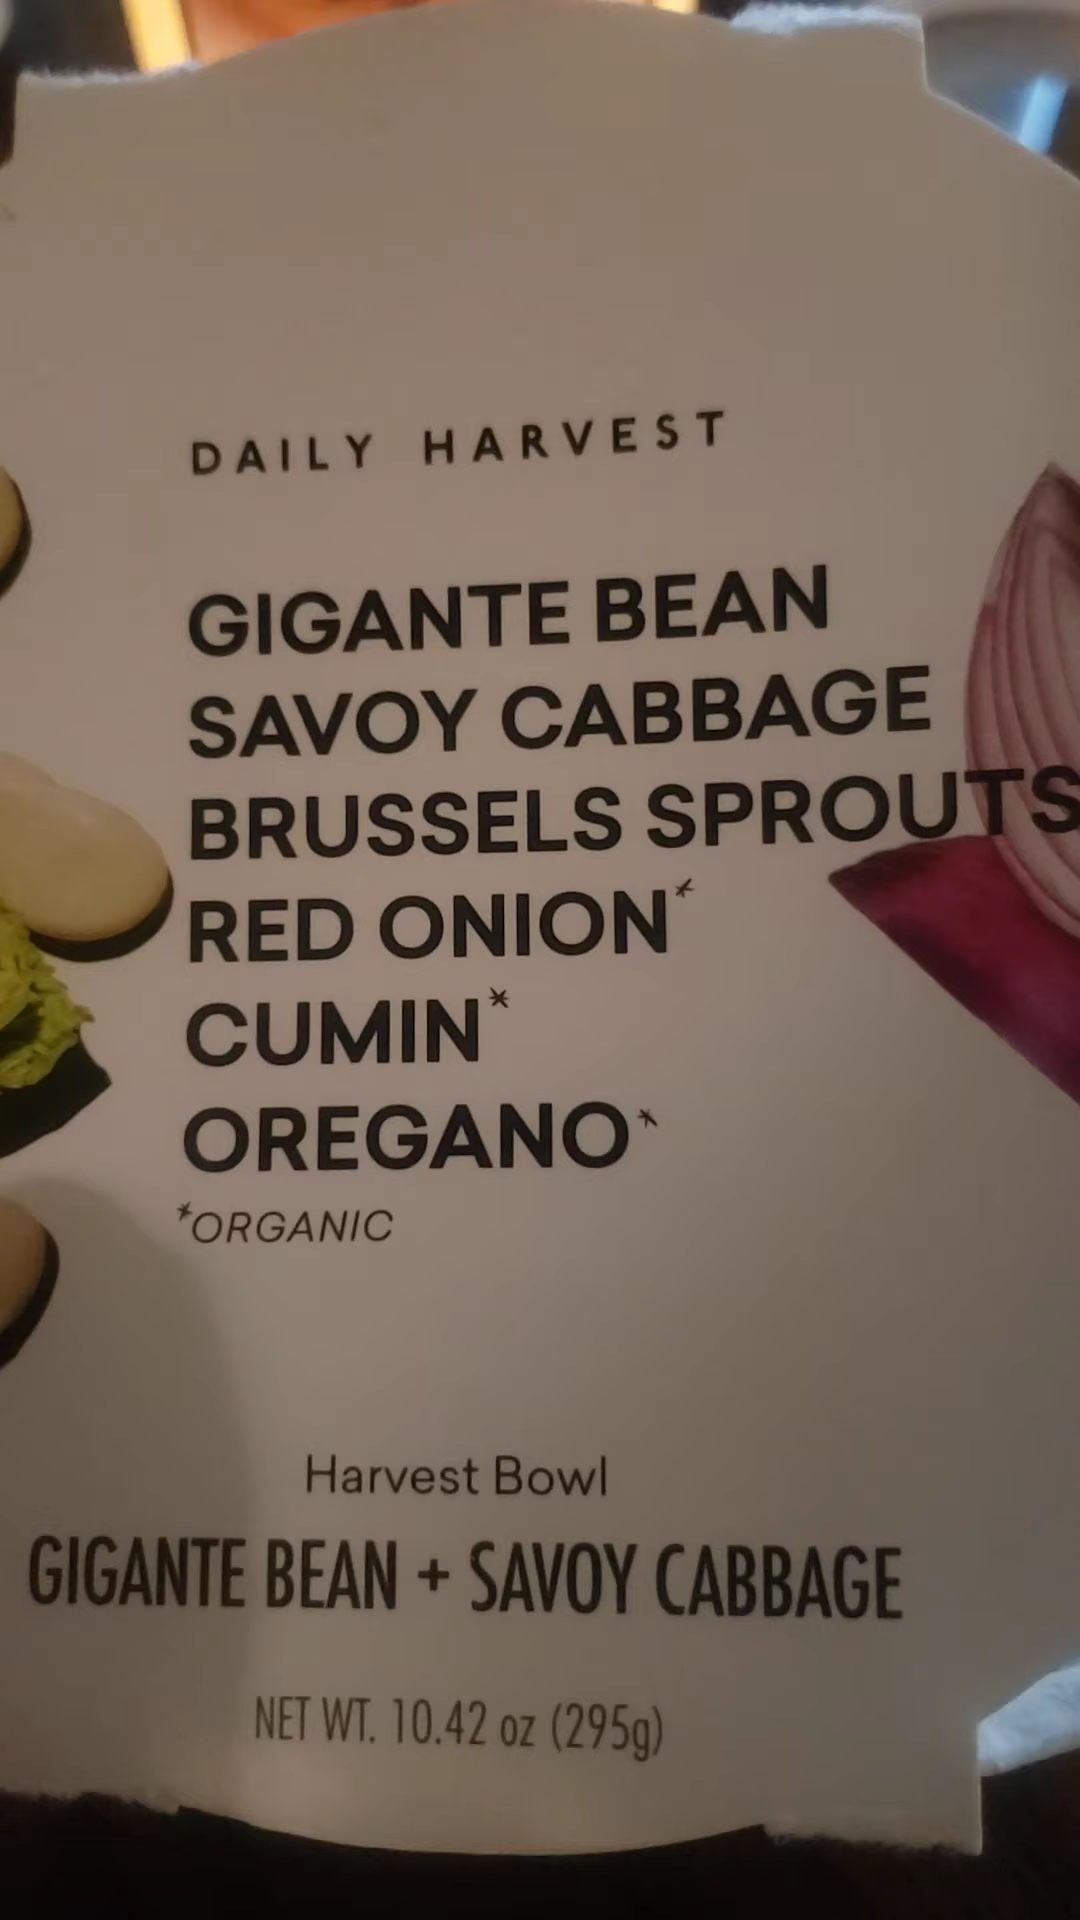 DAILY HARVEST
GIGANTE BEAN
SAVOY CABBAGE
BRUSSELS SPROUTS
RED ONION*
CUMIN*
OREGANO*
*ORGANIC
Harvest Bowl
GIGANTE BEAN + SAVOY CABBAGE
NET WT. 10.42 oz (295g)